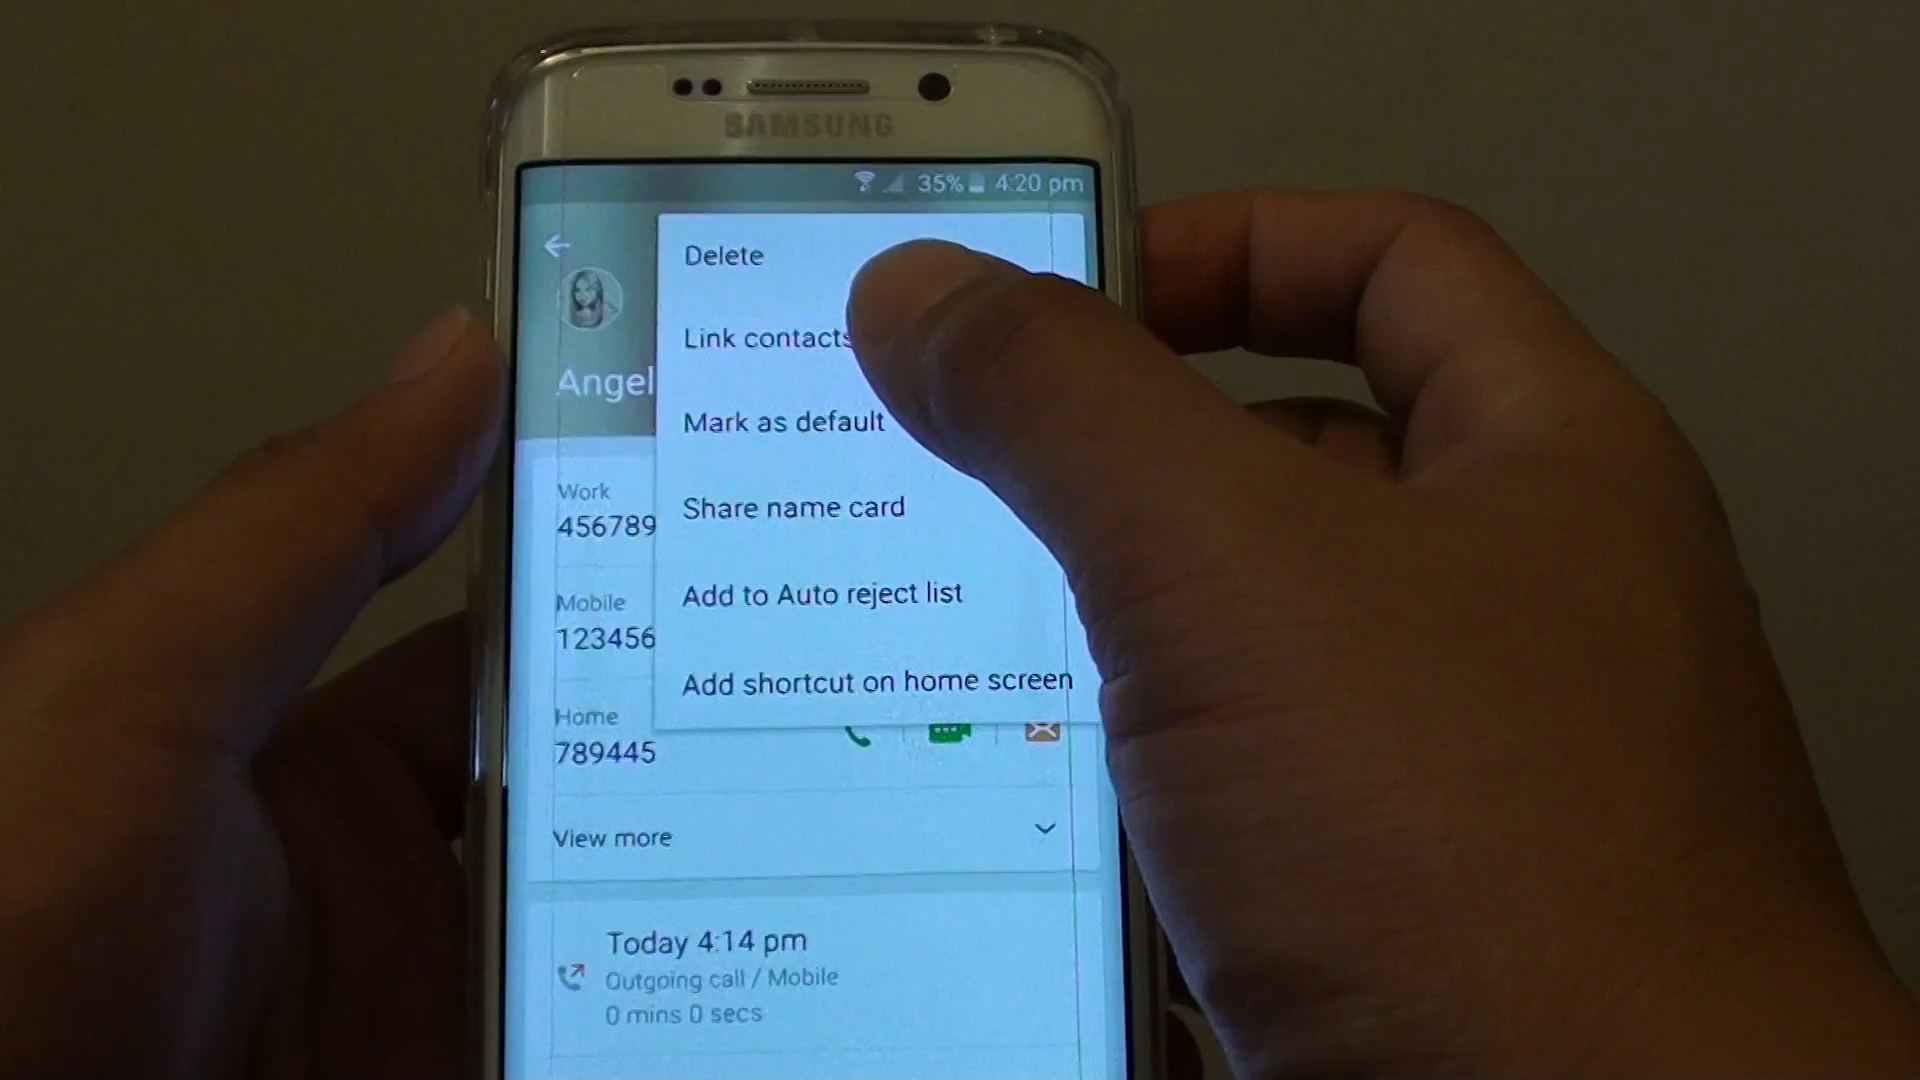 SAMSUNG
35% 4:20 pm
Delete
Link contacts
Angel
Mark as default
Work
456789
Share name card
Mobile
123456
Add to Auto reject list
Add shortcut on home screen
Home
789445
View more
Today 4:14 pm
Outgoing call / Mobile
0 mins 0 secs